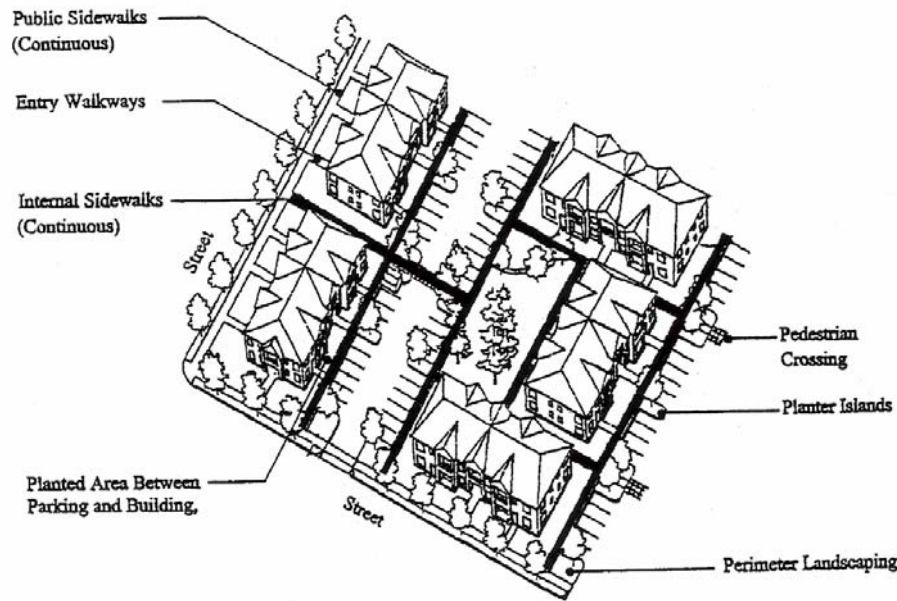 Public Sidewalks
(Continuous)
Entry Walkways
Internal Sidewalks
(Continuous)
Street
Pedestrian
Crossing
Planter Islands
Planted Area Between
Parking and Building,
Street
Perimeter Landscaping